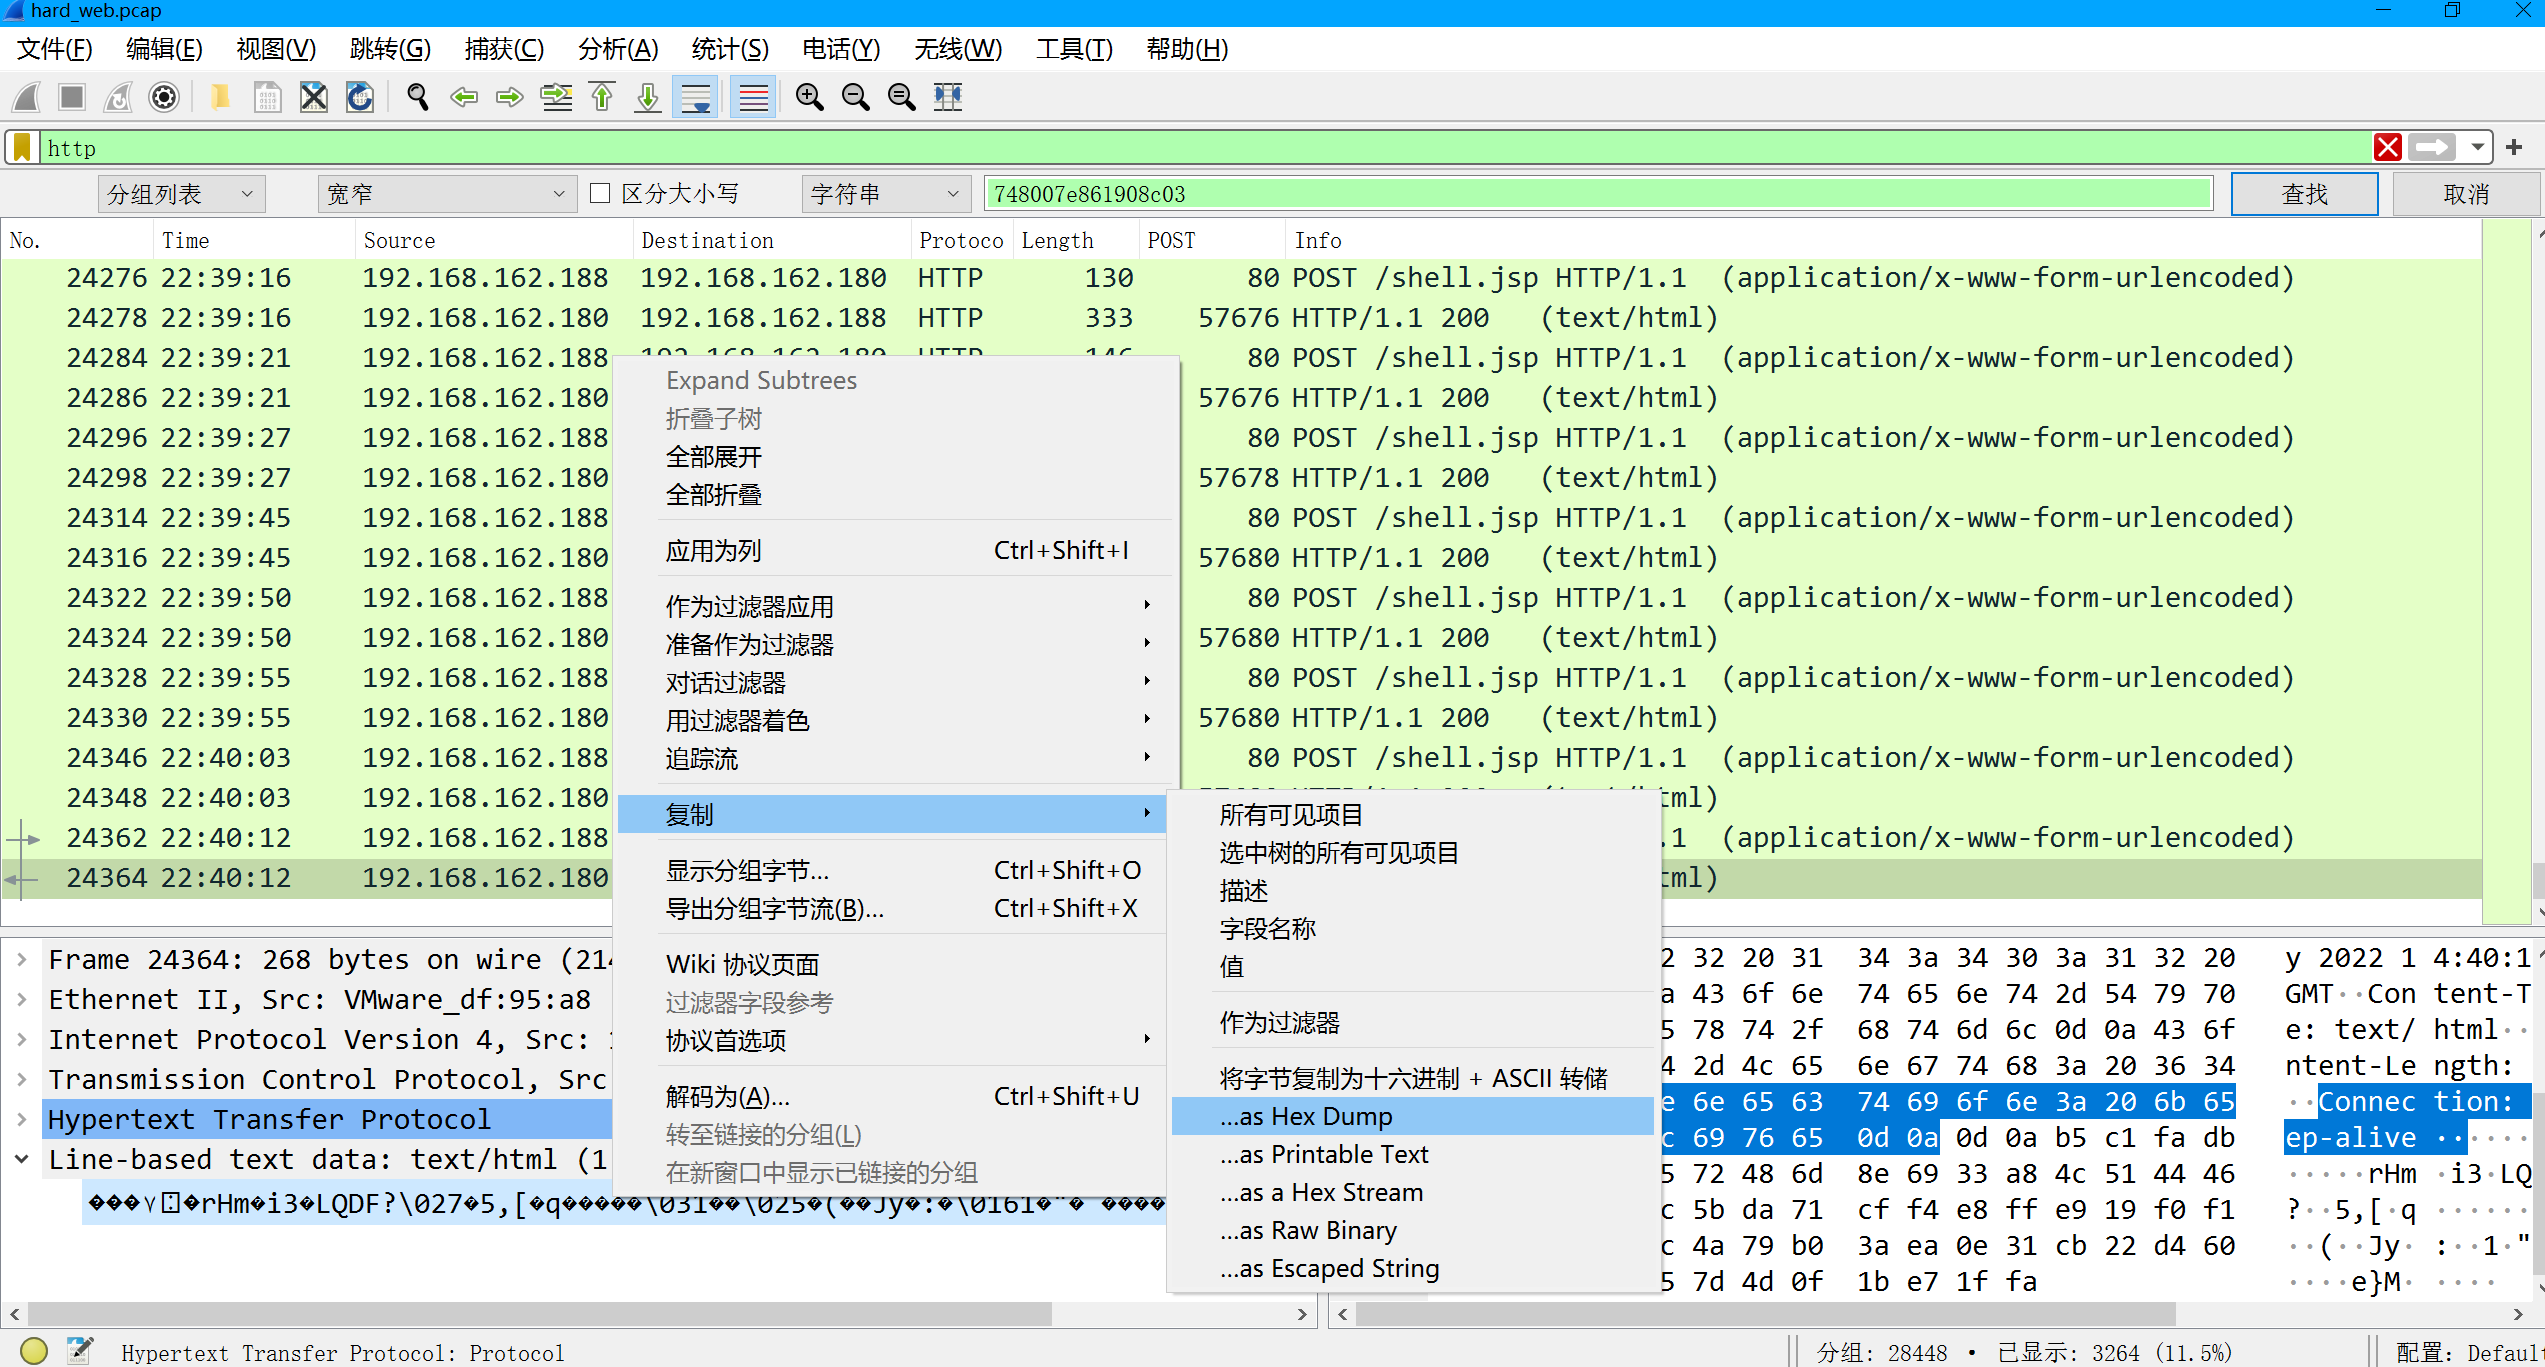 hard_web.pcap
文件(F) 编辑(E) 视图(V) 跳转(G) 捕获(C) 分析(A) 统计(S) 电话(Y) 无线(W) 工具(T) 帮助(H)
http
分组列表 宽窄 区分大小写 字符串 748007e861908c03 查找 取消
No. Time Source Destination Protoco Length POST Info
24276 22:39:16 192.168.162.188 192.168.162.180 HTTP 130 80 POST /shell.jsp HTTP/1.1 (application/x-www-form-urlencoded)
24278 22:39:16 192.168.162.180 192.168.162.188 HTTP 333 57676 HTTP/1.1 200 (text/html)
24284 22:39:21 192.168.162.188 192.168.162.180 HTTP 146 80 POST /shell.jsp HTTP/1.1 (application/x-www-form-urlencoded)
24286 22:39:21 192.168.162.180 57676 HTTP/1.1 200 (text/html)
24296 22:39:27 192.168.162.188 80 POST /shell.jsp HTTP/1.1 (application/x-www-form-urlencoded)
24298 22:39:27 192.168.162.180 57678 HTTP/1.1 200 (text/html)
24314 22:39:45 192.168.162.188 80 POST /shell.jsp HTTP/1.1 (application/x-www-form-urlencoded)
24316 22:39:45 192.168.162.180 57680 HTTP/1.1 200 (text/html)
24322 22:39:50 192.168.162.188 80 POST /shell.jsp HTTP/1.1 (application/x-www-form-urlencoded)
24324 22:39:50 192.168.162.180 57680 HTTP/1.1 200 (text/html)
24328 22:39:55 192.168.162.188 80 POST /shell.jsp HTTP/1.1 (application/x-www-form-urlencoded)
24330 22:39:55 192.168.162.180 57680 HTTP/1.1 200 (text/html)
24346 22:40:03 192.168.162.188 80 POST /shell.jsp HTTP/1.1 (application/x-www-form-urlencoded)
24348 22:40:03 192.168.162.180 tml)
24362 22:40:12 192.168.162.188 .1 (application/x-www-form-urlencoded)
24364 22:40:12 192.168.162.180 tml)
Expand Subtrees
折叠子树
全部展开
全部折叠
应用为列 Ctrl+Shift+I
作为过滤器应用
准备作为过滤器
对话过滤器
用过滤器着色
追踪流
复制
显示分组字节... Ctrl+Shift+O
导出分组字节流(B)... Ctrl+Shift+X
Wiki 协议页面
过滤器字段参考
协议首选项
解码为(A)... Ctrl+Shift+U
转至链接的分组(L)
在新窗口中显示已链接的分组
所有可见项目
选中树的所有可见项目
描述
字段名称
值
作为过滤器
将字节复制为十六进制 + ASCII 转储
...as Hex Dump
...as Printable Text
...as a Hex Stream
...as Raw Binary
...as Escaped String
Frame 24364: 268 bytes on wire (214
Ethernet II, Src: VMware_df:95:a8
Internet Protocol Version 4, Src:
Transmission Control Protocol, Src
Hypertext Transfer Protocol
Line-based text data: text/html (1
���٧�rHm�i3�LQDF?\027�5,[�q�����\031��\025�(��Jy�:�\0161�"� ����
2 32 20 31 34 3a 34 30 3a 31 32 20 y 2022 1 4:40:1
a 43 6f 6e 74 65 6e 74 2d 54 79 70 GMT··Con tent-T
5 78 74 2f 68 74 6d 6c 0d 0a 43 6f e: text/ html··
4 2d 4c 65 6e 67 74 68 3a 20 36 34 ntent-Le ngth:
e 6e 65 63 74 69 6f 6e 3a 20 6b 65 ··Connec tion:
c 69 76 65 0d 0a 0d 0a b5 c1 fa db ep-alive ······
5 72 48 6d 8e 69 33 a8 4c 51 44 46 ·····rHm ·i3·LQ
c 5b da 71 cf f4 e8 ff e9 19 f0 f1 ?··5,[·q ······
c 4a 79 b0 3a ea 0e 31 cb 22 d4 60 ··(··Jy· :··1·"
5 7d 4d 0f 1b e7 1f fa ····e}M· ····
Hypertext Transfer Protocol: Protocol
分组: 28448 · 已显示: 3264 (11.5%)
配置: Default